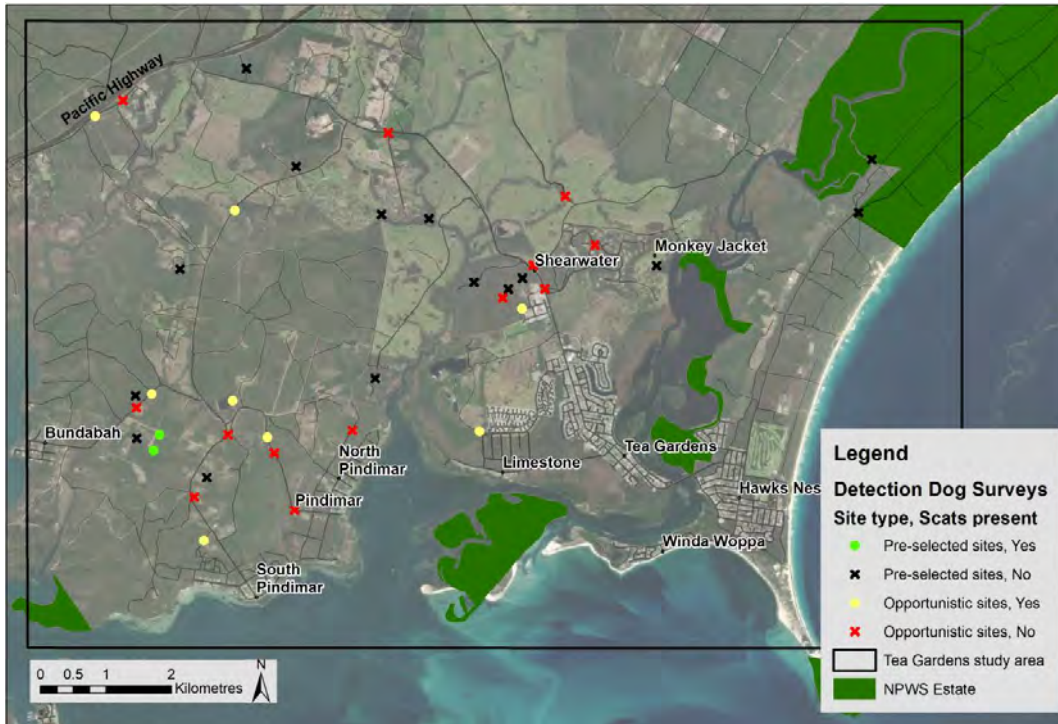 Pacific Highway
Monkey Jacket
Shearwater
Bundabah
North
Pindimar
Tea Gardens
Limestone
Pindimar
Hawks Nes
Winda Woppa
South
Pindimar
Legend
Detection Dog Surveys
Site type, Scats present
Pre-selected sites, Yes
Pre-selected sites, No
Opportunistic sites, Yes
Opportunistic sites, No
Tea Gardens study area
NPWS Estate
0 0.5 1 2
Kilometres
N